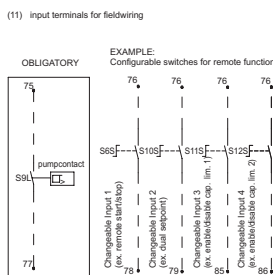 (11) input terminals for fieldwiring
EXAMPLE:
OBLIGATORY
Configurable switches for remote function
75
76
76
76
76
S6S
S10S
S11S
S12S
pumpcontact
S9L
Changeable Input 1
(ex. remote start/stop)
Changeable Input 2
(ex. dual setpoint)
Changeable Input 3
(ex. enable/disable cap. lim. 1)
Changeable Input 4
(ex. enable/disable cap. lim. 2)
77
78
79
85
86